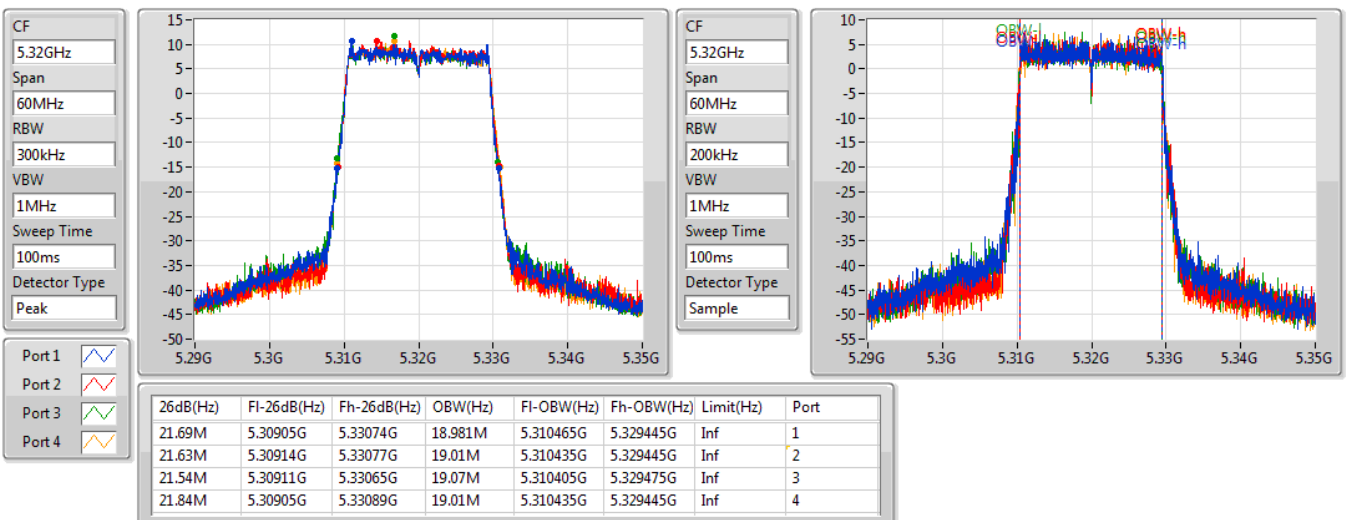 CF
5.32GHz
Span
60MHz
RBW
300kHz
VBW
1MHz
Sweep Time
100ms
Detector Type
Peak
15
10
5
0
-5
-10
-15
-20
-25
-30
-35
-40
-45
-50
5.29G 5.3G 5.31G 5.32G 5.33G 5.34G 5.35G
CF
5.32GHz
Span
60MHz
RBW
200kHz
VBW
1MHz
Sweep Time
100ms
Detector Type
Sample
10
5
0
-5
-10
-15
-20
-25
-30
-35
-40
-45
-50
-55
OBW-h
5.29G 5.3G 5.31G 5.32G 5.33G 5.34G 5.35G
Port 1
Port 2
Port 3
Port 4
26dB(Hz) Fl-26dB(Hz) Fh-26dB(Hz) OBW(Hz) Fl-OBW(Hz) Fh-OBW(Hz) Limit(Hz) Port
21.69M 5.30905G 5.33074G 18.981M 5.310465G 5.329445G Inf 1
21.63M 5.30914G 5.33077G 19.01M 5.310435G 5.329445G Inf 2
21.54M 5.30911G 5.33065G 19.07M 5.310405G 5.329475G Inf 3
21.84M 5.30905G 5.33089G 19.01M 5.310435G 5.329445G Inf 4